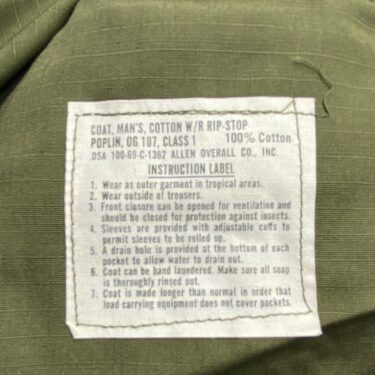 COAT, MAN'S, COTTON W/R RIP-STOP
POPLIN, OG 107, CLASS 1 100% Cotton
DSA 100-69-C-1362 ALLEN OVERALL CO., INC.
INSTRUCTION LABEL
1. Wear as outer garment in tropical areas.
2. Wear outside of trousers.
3. Front closure can be opened for ventilation and
should be closed for protection against insects.
4. Sleeves are provided with adjustable cuffs to
permit sleeves to be rolled up.
5. A drain hole is provided at the bottom of each
pocket to allow water to drain out.
6. Coat can be hand laundered. Make sure all soap
is thoroughly rinsed out.
7. Coat is made longer than normal in order that
load carrying equipment does not cover pockets.